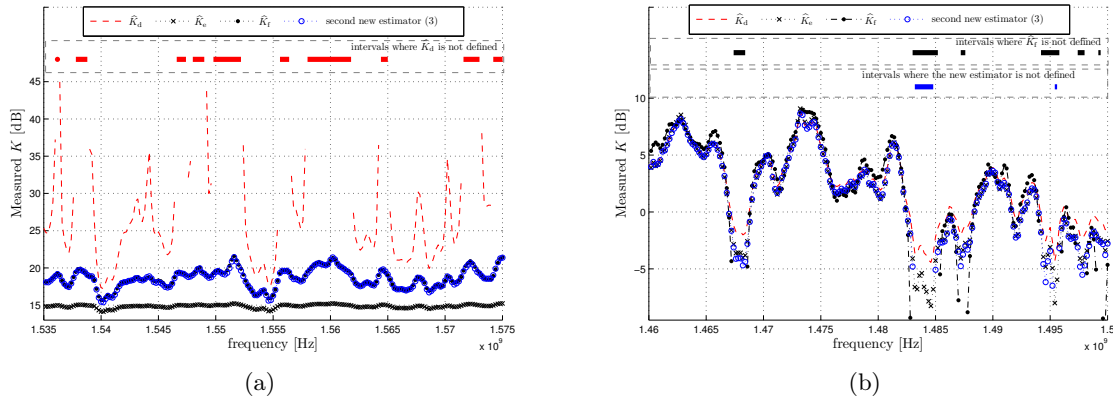 K̂d K̂e K̂f second new estimator (3)
intervals where K̂d is not defined
45
40
35
30
25
20
15
Measured K [dB]
1.535 1.54 1.545 1.55 1.555 1.56 1.565 1.57 1.575
frequency [Hz]
x 10⁹
(a)
K̂d K̂e K̂f second new estimator (3)
intervals where K̂f is not defined
intervals where the new estimator is not defined
10
5
0
−5
Measured K [dB]
1.46 1.465 1.47 1.475 1.48 1.485 1.49 1.495 1.5
frequency [Hz]
x 10⁹
(b)